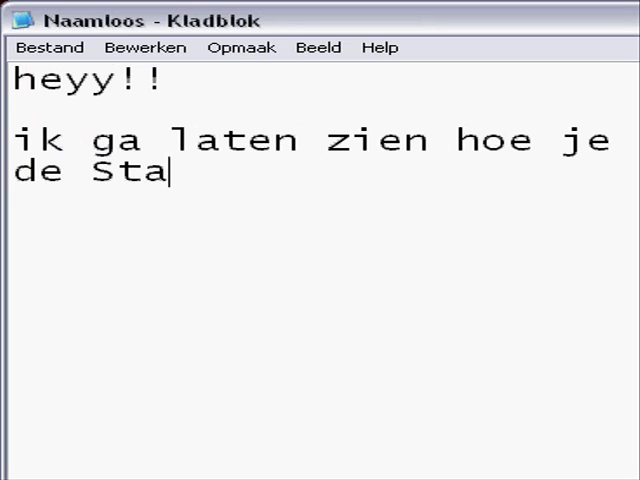 Naamloos - Kladblok
Bestand Bewerken Opmaak Beeld Help
heyy!!
ik ga laten zien hoe je
de Sta